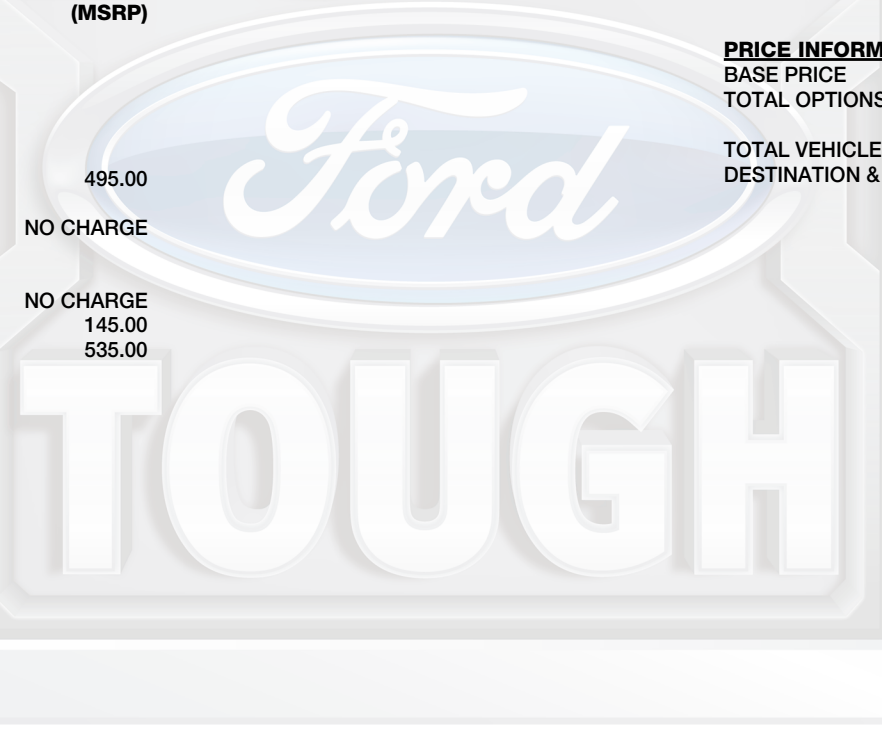 (MSRP)
495.00
NO CHARGE
NO CHARGE
145.00
535.00
PRICE INFORM
BASE PRICE
TOTAL OPTIONS
TOTAL VEHICLE
DESTINATION &
Ford
TOUGH